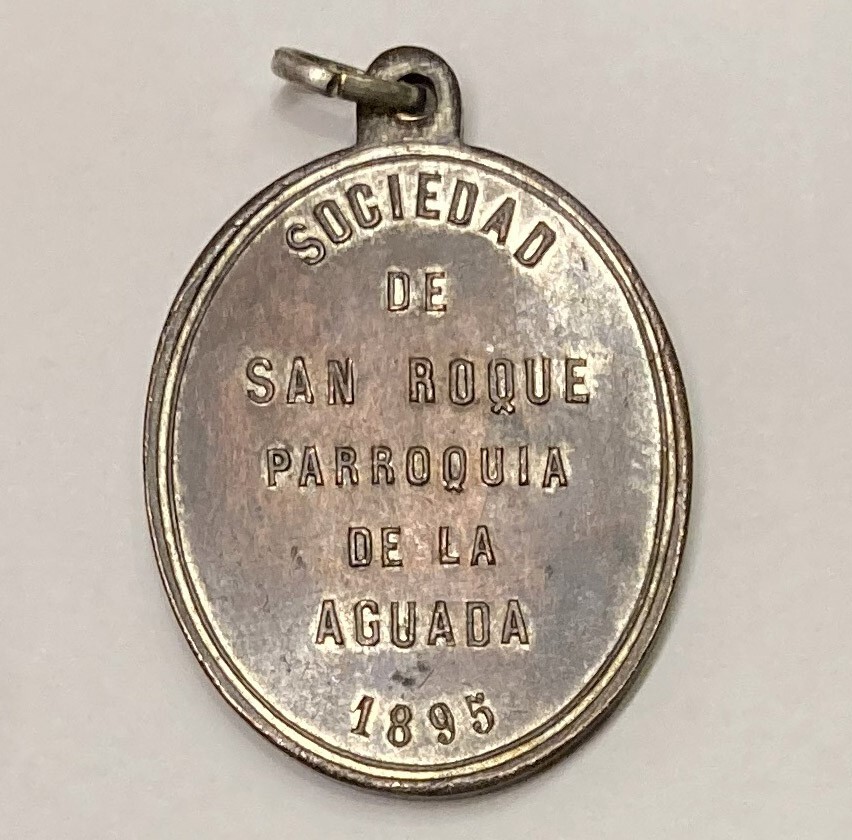 SOCIEDAD
DE
SAN ROQUE
PARROQUIA
DE LA
AGUADA
1895